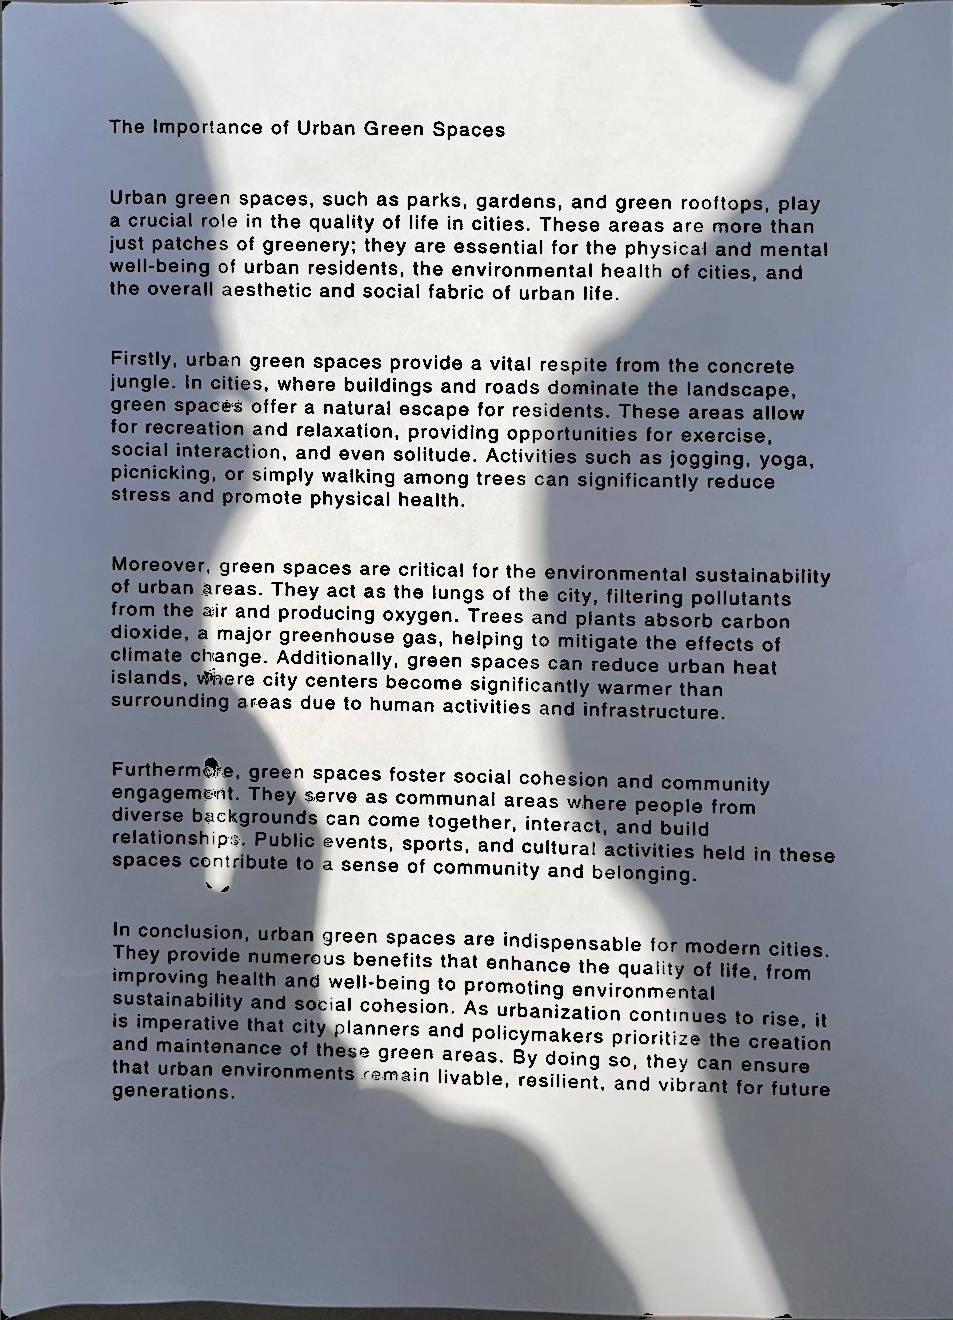 The Importance of Urban Green Spaces
Urban green spaces, such as parks, gardens, and green rooftops, play
a crucial role in the quality of life in cities. These areas are more than
just patches of greenery; they are essential for the physical and mental
well-being of urban residents, the environmental health of cities, and
the overall aesthetic and social fabric of urban life.
Firstly, urban green spaces provide a vital respite from the concrete
jungle. In cities, where buildings and roads dominate the landscape,
green spaces offer a natural escape for residents. These areas allow
for recreation and relaxation, providing opportunities for exercise,
social interaction, and even solitude. Activities such as jogging, yoga,
picnicking, or simply walking among trees can significantly reduce
stress and promote physical health.
Moreover, green spaces are critical for the environmental sustainability
of urban areas. They act as the lungs of the city, filtering pollutants
from the air and producing oxygen. Trees and plants absorb carbon
dioxide, a major greenhouse gas, helping to mitigate the effects of
climate change. Additionally, green spaces can reduce urban heat
islands, where city centers become significantly warmer than
surrounding areas due to human activities and infrastructure.
Furthermore, green spaces foster social cohesion and community
engagement. They serve as communal areas where people from
diverse backgrounds can come together, interact, and build
relationships. Public events, sports, and cultural activities held in these
spaces contribute to a sense of community and belonging.
In conclusion, urban green spaces are indispensable for modern cities.
They provide numerous benefits that enhance the quality of life, from
improving health and well-being to promoting environmental
sustainability and social cohesion. As urbanization continues to rise, it
is imperative that city planners and policymakers prioritize the creation
and maintenance of these green areas. By doing so, they can ensure
that urban environments remain livable, resilient, and vibrant for future
generations.